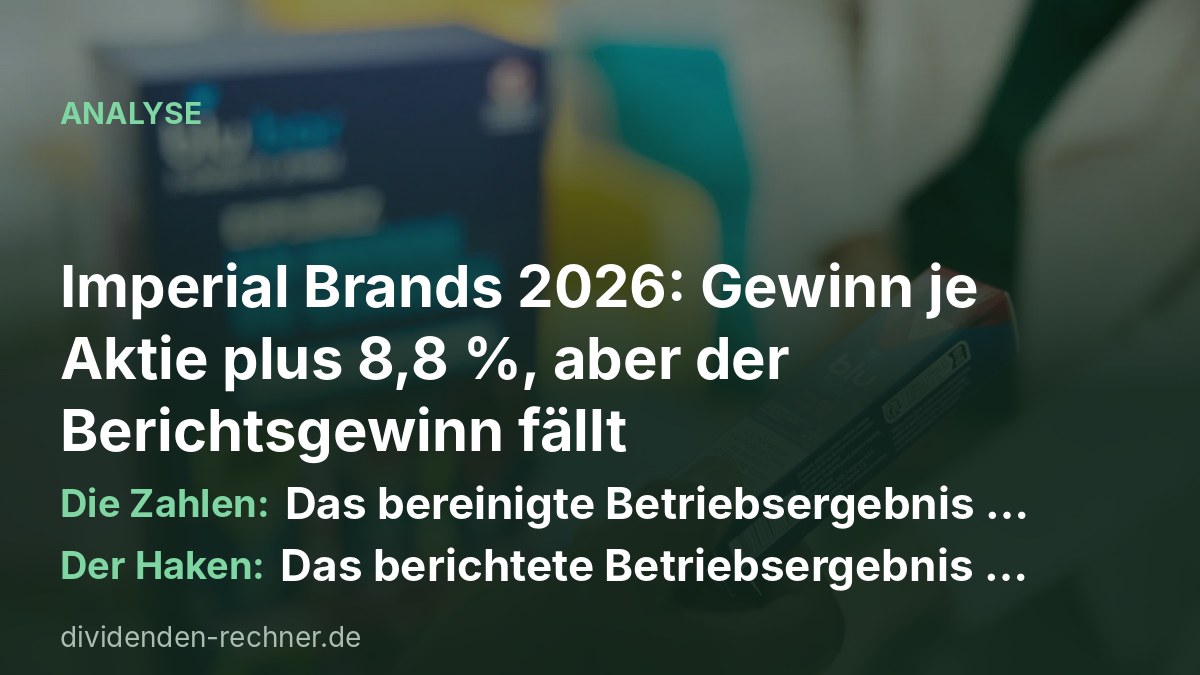 ANALYSE
Imperial Brands 2026: Gewinn je
Aktie plus 8,8 %, aber der
Berichtsgewinn fällt
Die Zahlen: Das bereinigte Betriebsergebnis ...
Der Haken: Das berichtete Betriebsergebnis ...
dividenden-rechner.de
blu